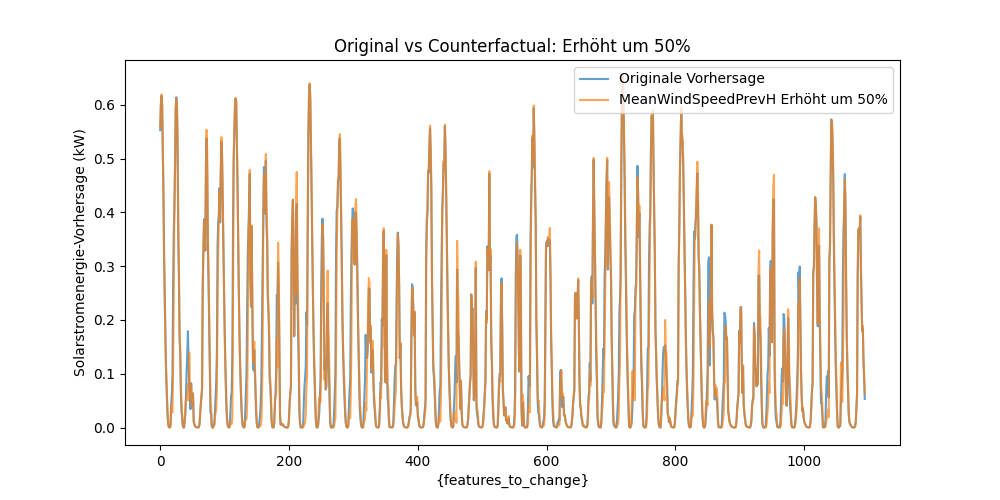 Original vs Counterfactual: Erhöht um 50%
Originale Vorhersage
MeanWindSpeedPrevH Erhöht um 50%
Solarstromenergie-Vorhersage (kW)
0.6
0.5
0.4
0.3
0.2
0.1
0.0
0 200 400 600 800 1000
{features_to_change}